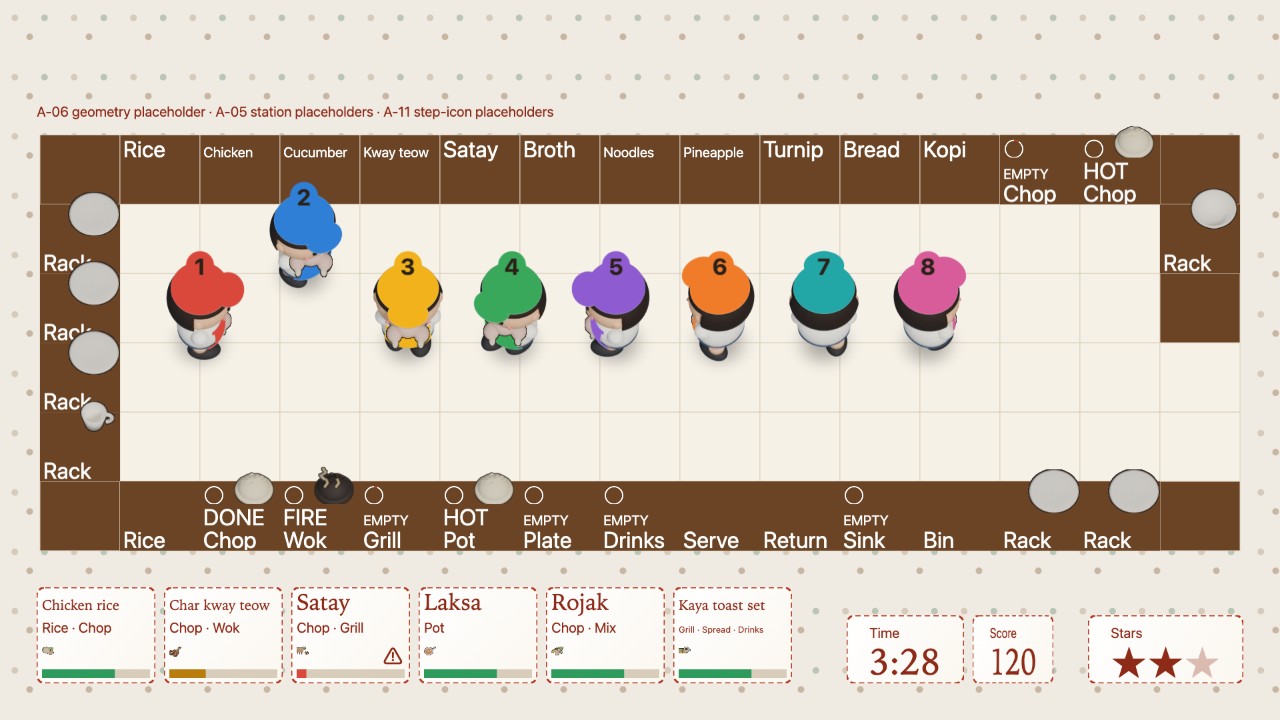 A-06 geometry placeholder · A-05 station placeholders · A-11 step-icon placeholders
Rice
Chicken
Cucumber
Kway teow
Satay
Broth
Noodles
Pineapple
Turnip
Bread
Kopi
EMPTY
Chop
HOT
Chop
Rack
Rack
Rack
Rack
Rack
1
2
3
4
5
6
7
8
Rice
DONE
Chop
FIRE
Wok
EMPTY
Grill
HOT
Pot
EMPTY
Plate
EMPTY
Drinks
Serve
Return
EMPTY
Sink
Bin
Rack
Rack
Chicken rice
Rice · Chop
Char kway teow
Chop · Wok
Satay
Chop · Grill
Laksa
Pot
Rojak
Chop · Mix
Kaya toast set
Grill · Spread · Drinks
Time
3:28
Score
120
Stars